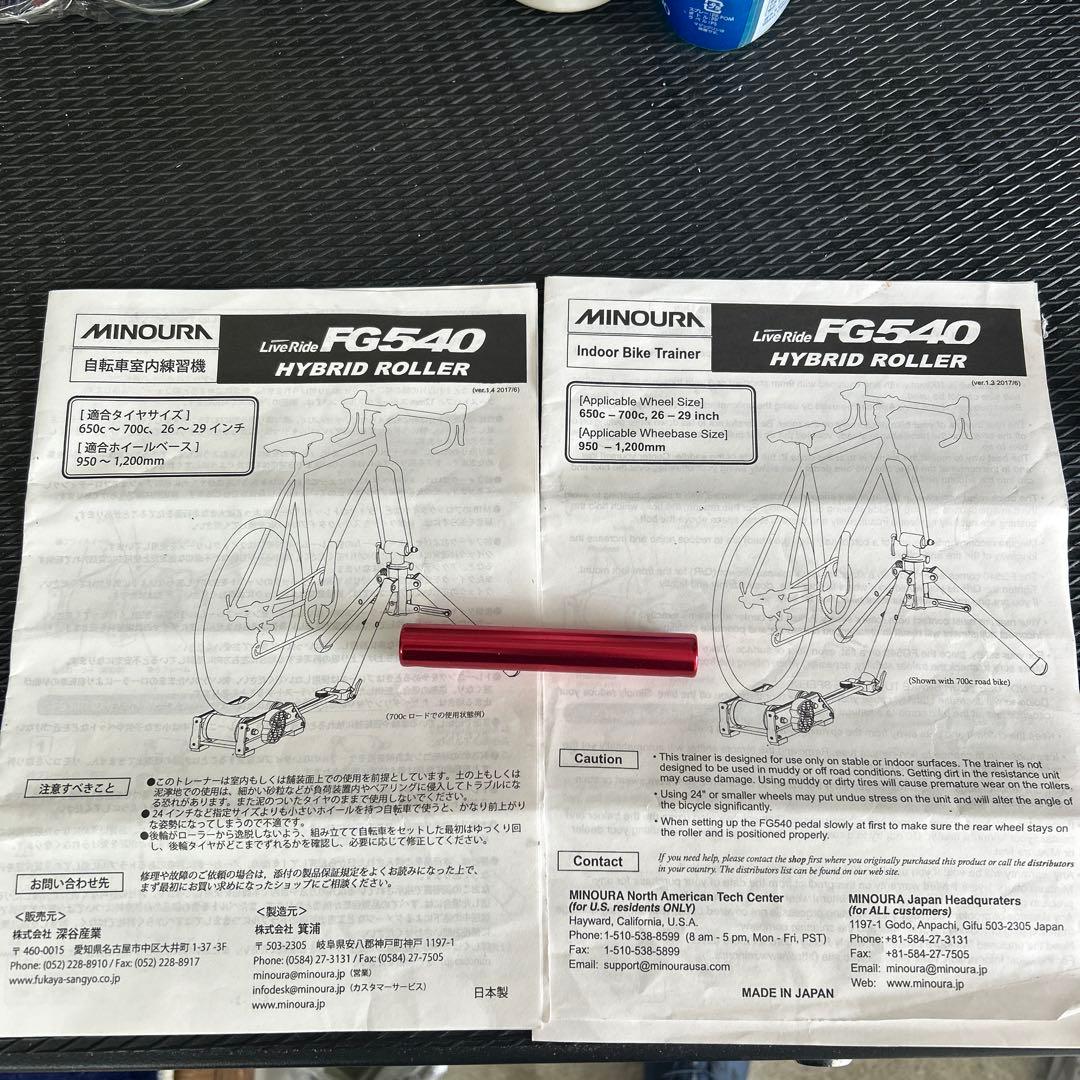 MINOURA
自転車室内練習機
LiveRide FG540
HYBRID ROLLER
(ver.1.4 2017/6)
[ 適合タイヤサイズ ]
650c ～ 700c、26 ～ 29 インチ
[ 適合ホイールベース ]
950 ～ 1,200mm
(700c ロードでの使用状態例)
注意すべきこと
●このトレーナーは室内もしくは舗装面上での使用を前提としています。土の上もしくは
泥濘地での使用は、細かい砂粒などが負荷装置内やベアリングに侵入してトラブルにな
る恐れがあります。また泥のついたタイヤのままで使用しないでください。
●24 インチなど指定サイズよりも小さいホイールを持つ自転車で使うと、かなり前上がり
な姿勢になってしまうので不適です。
●後輪がローラーから逸脱しないよう、組み立てて自転車をセットした最初はゆっくり回
し、後輪タイヤがどこまでずれるかを確認し、必要に応じて修正してください。
お問い合わせ先
修理や故障のご依頼の場合は、添付の製品保証規定をよくお読みになった上で、
まず最初にお買い求めになったショップにご相談ください。
＜販売元＞
株式会社 深谷産業
〒460-0015 愛知県名古屋市中区大井町 1-37 -3F
Phone: (052) 228-8910 / Fax: (052) 228-8917
www.fukaya-sangyo.co.jp
＜製造元＞
株式会社 箕浦
〒503-2305 岐阜県安八郡神戸町神戸 1197-1
Phone: (0584) 27-3131 / Fax: (0584) 27-7505
minoura@minoura.jp（営業）
infodesk@minoura.jp（カスタマーサービス）
www.minoura.jp
日本製
MINOURA
Indoor Bike Trainer
LiveRide FG540
HYBRID ROLLER
(ver.1.3 2017/6)
[Applicable Wheel Size]
650c – 700c, 26 – 29 inch
[Applicable Wheebase Size]
950 – 1,200mm
(Shown with 700c road bike)
Caution
• This trainer is designed for use only on stable or indoor surfaces. The trainer is not
designed to be used in muddy or off road conditions. Getting dirt in the resistance unit
may cause damage. Using muddy or dirty tires will cause premature wear on the rollers.
• Using 24" or smaller wheels may put undue stress on the unit and will alter the angle of
the bicycle significantly.
• When setting up the FG540 pedal slowly at first to make sure the rear wheel stays on
the roller and is positioned properly.
Contact
If you need help, please contact the shop first where you originally purchased this product or call the distributors
in your country. The distributors list can be found on our web site.
MINOURA North American Tech Center
(for U.S. residents ONLY)
Hayward, California, U.S.A.
Phone: 1-510-538-8599 (8 am - 5 pm, Mon - Fri, PST)
Fax: 1-510-538-5899
Email: support@minourausa.com
MINOURA Japan Headquraters
(for ALL customers)
1197-1 Godo, Anpachi, Gifu 503-2305 Japan
Phone: +81-584-27-3131
Fax: +81-584-27-7505
Email: minoura@minoura.jp
Web: www.minoura.jp
MADE IN JAPAN